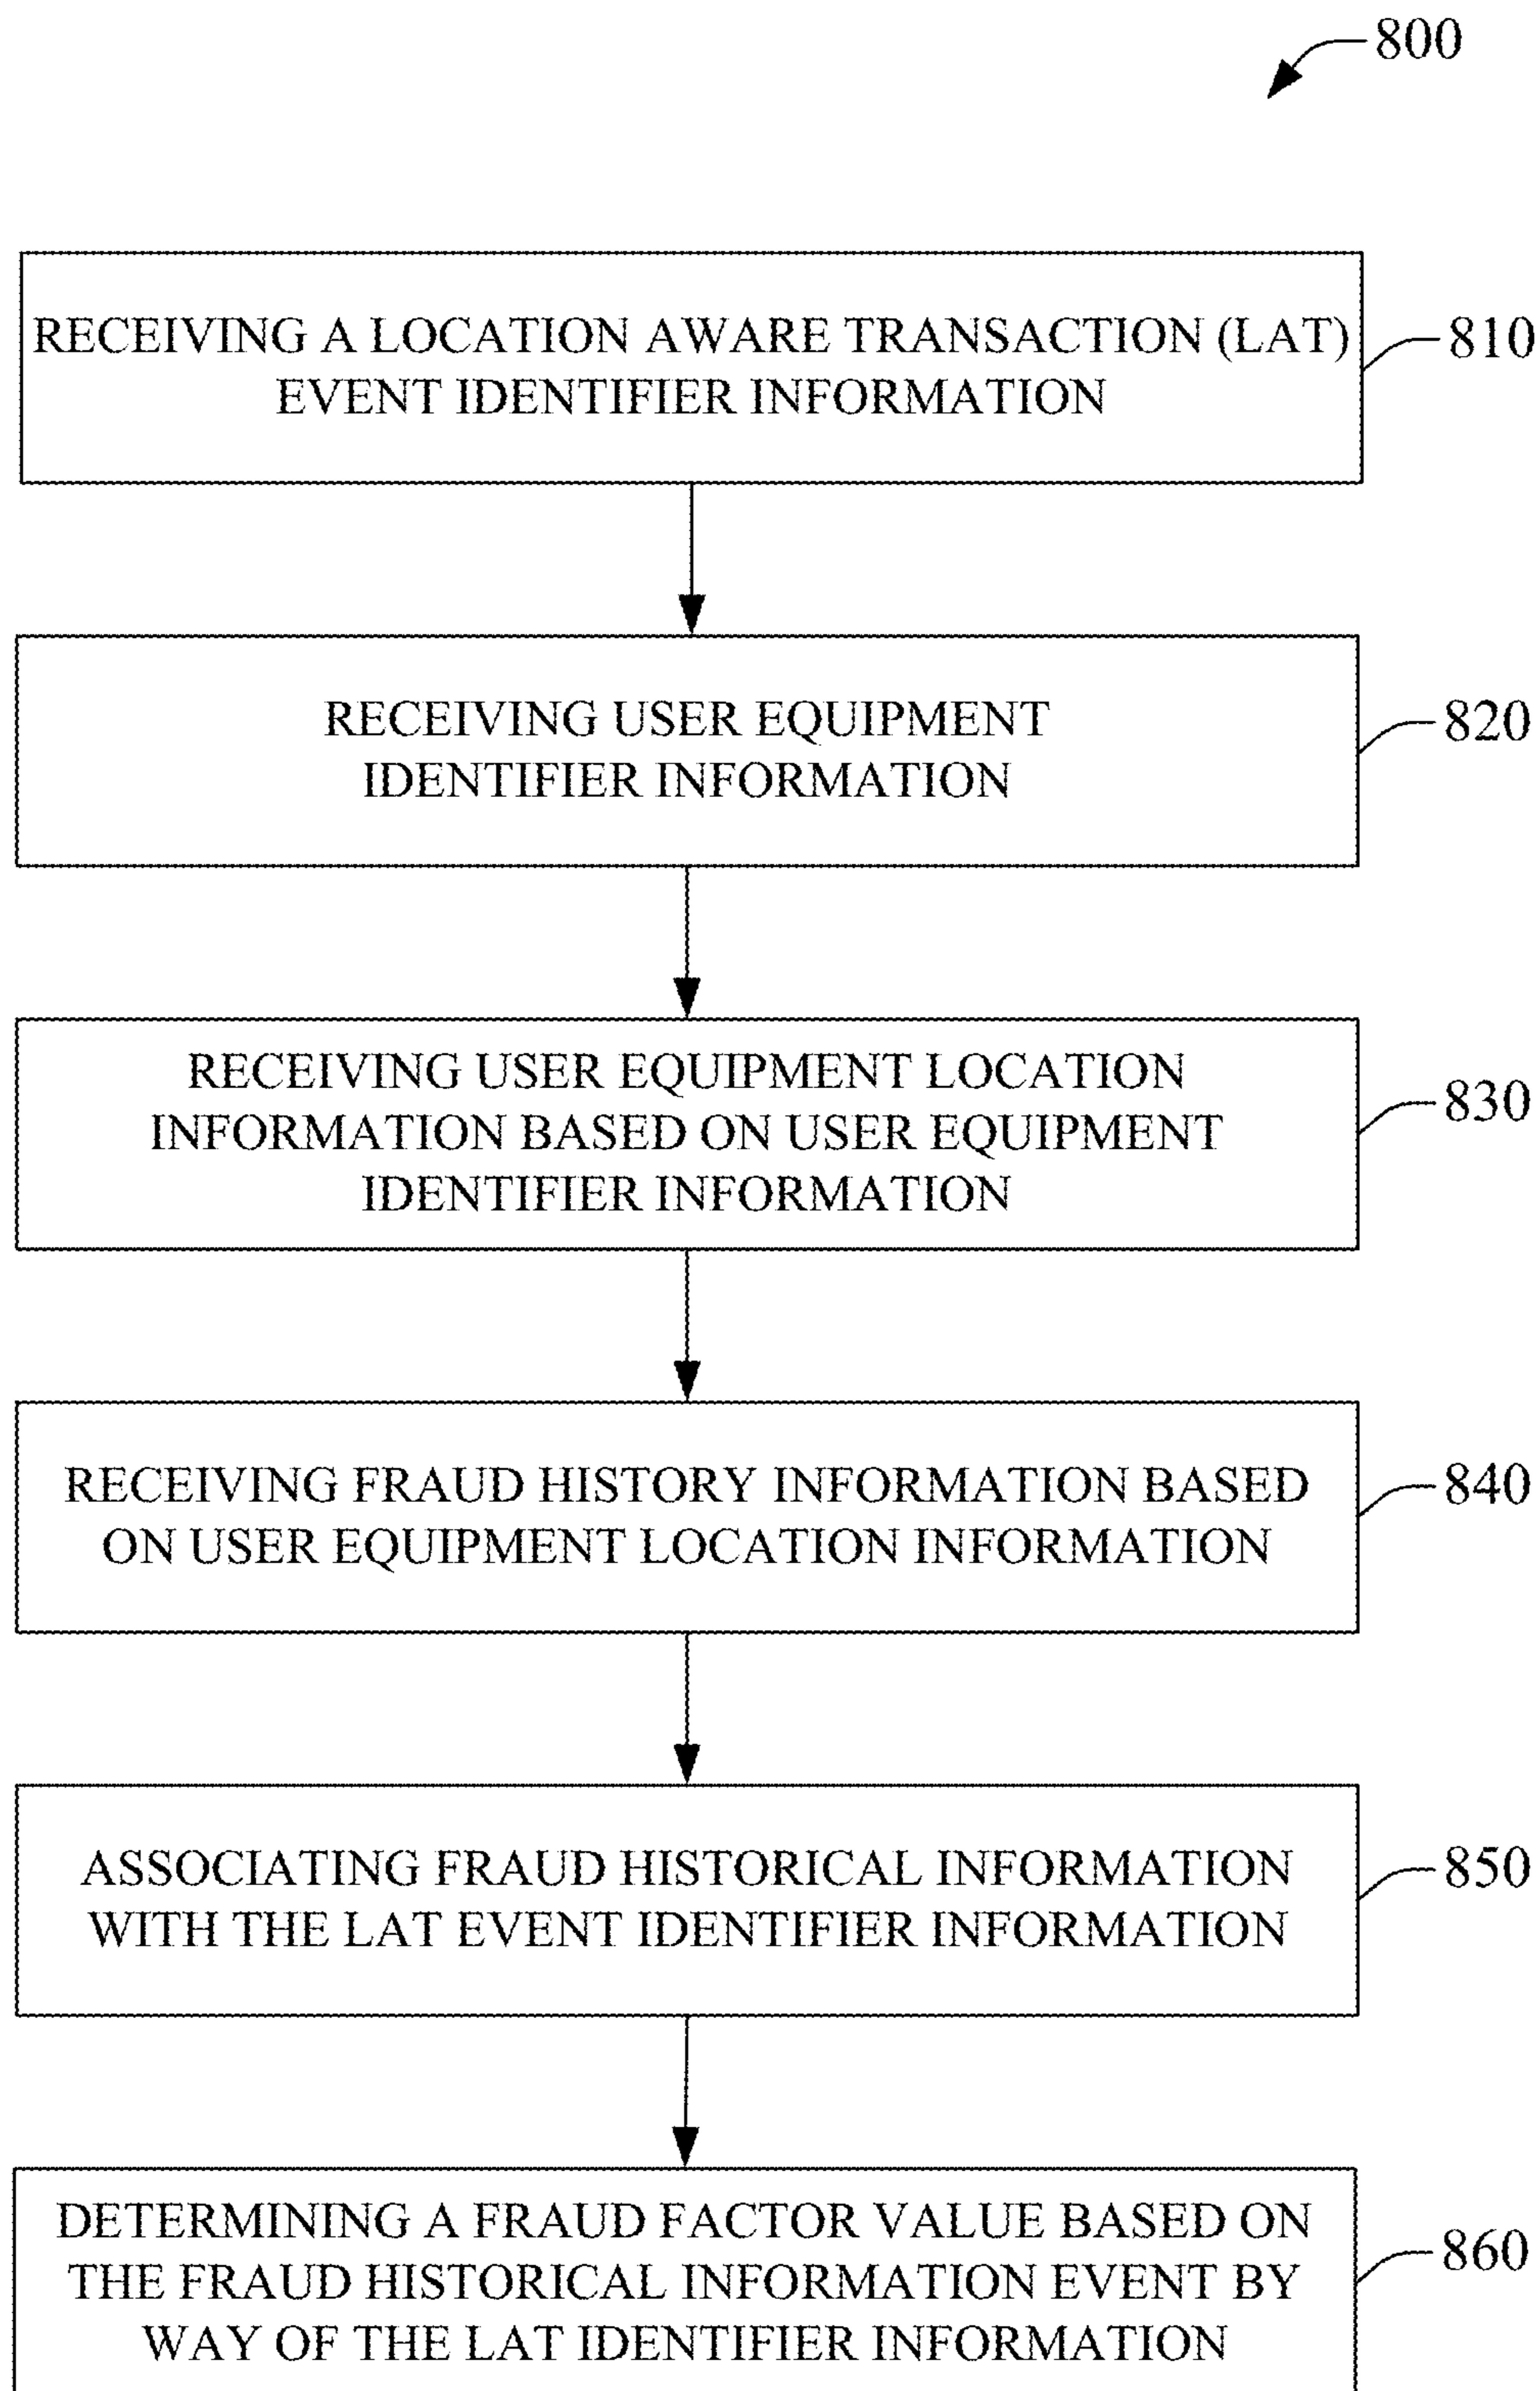 800
RECEIVING A LOCATION AWARE TRANSACTION (LAT)
EVENT IDENTIFIER INFORMATION
810
RECEIVING USER EQUIPMENT
IDENTIFIER INFORMATION
820
RECEIVING USER EQUIPMENT LOCATION
INFORMATION BASED ON USER EQUIPMENT
IDENTIFIER INFORMATION
830
RECEIVING FRAUD HISTORY INFORMATION BASED
ON USER EQUIPMENT LOCATION INFORMATION
840
ASSOCIATING FRAUD HISTORICAL INFORMATION
WITH THE LAT EVENT IDENTIFIER INFORMATION
850
DETERMINING A FRAUD FACTOR VALUE BASED ON
THE FRAUD HISTORICAL INFORMATION EVENT BY
WAY OF THE LAT IDENTIFIER INFORMATION
860